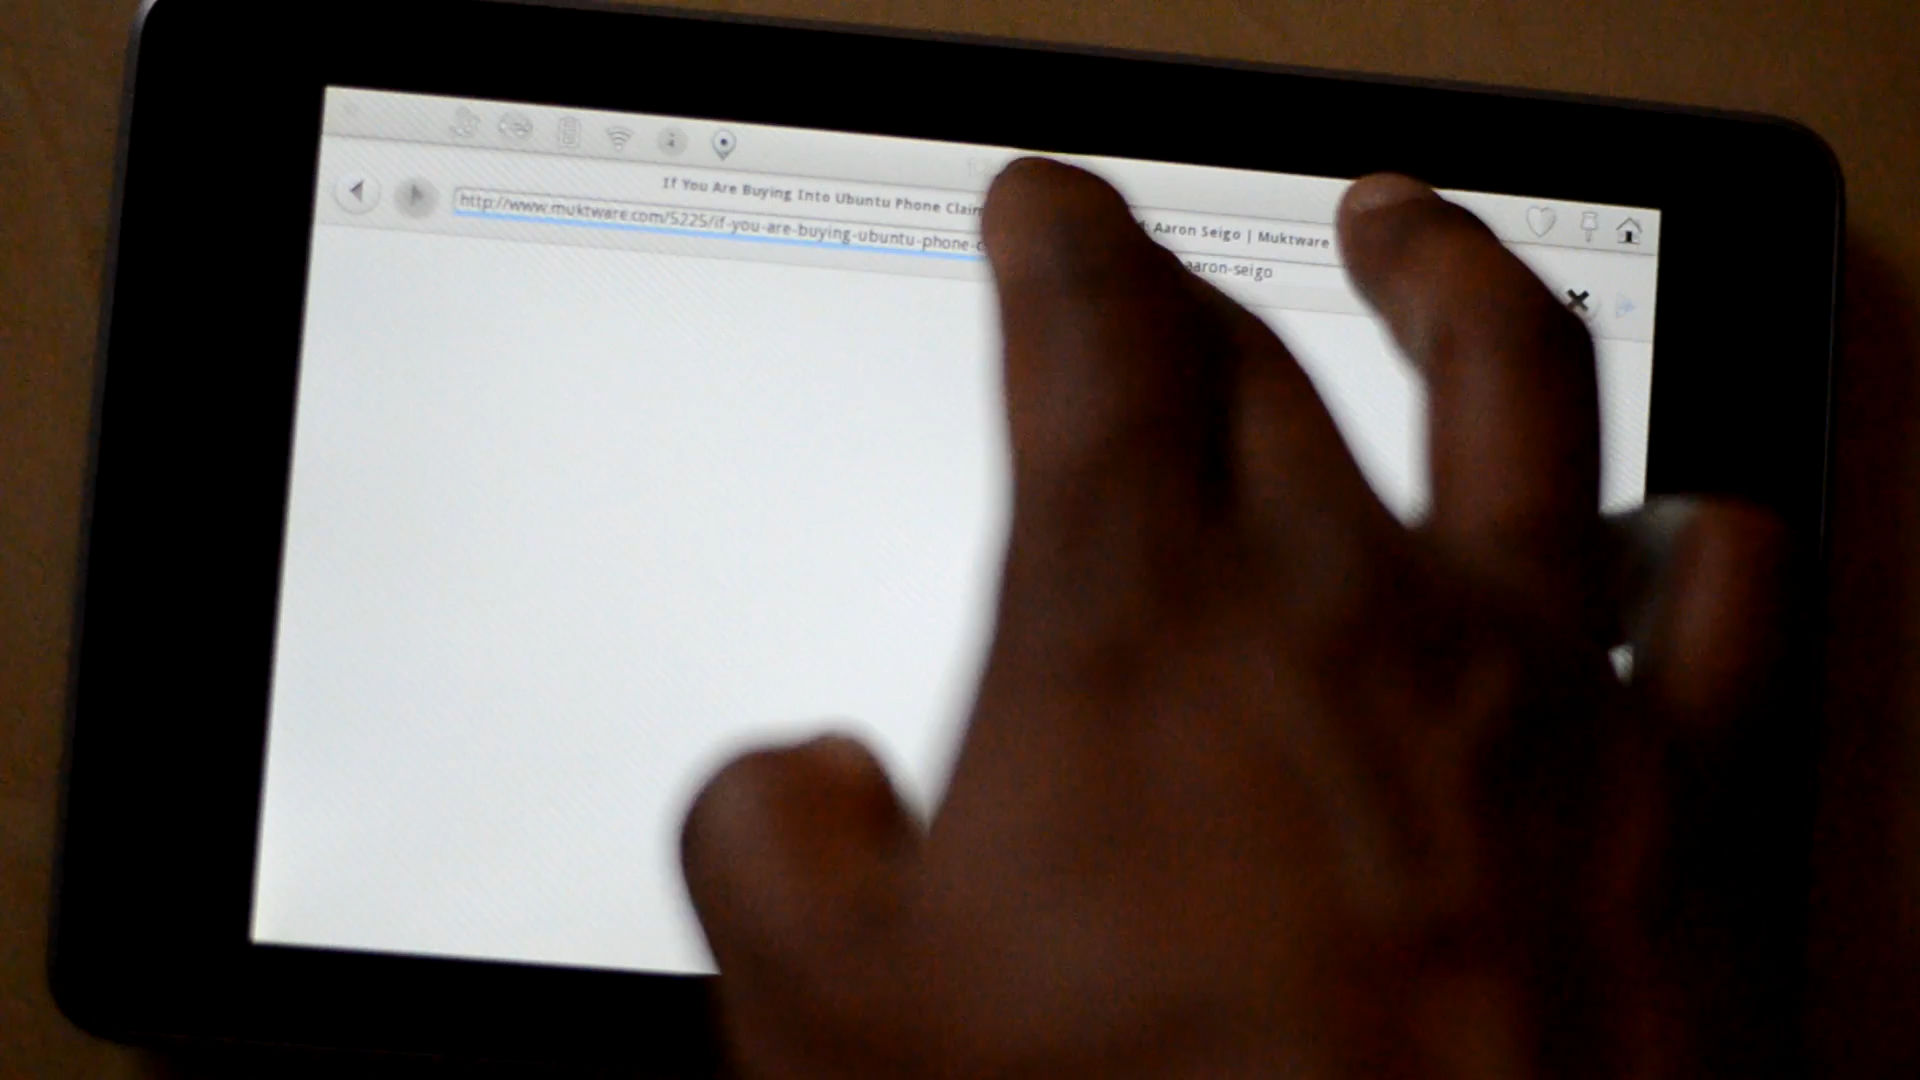 If You Are Buying Into Ubuntu Phone Aaron Seigo | Muktware
http://www.muktware.com/5225/if-you-are-buying-ubuntu-phone- aaron-seigo